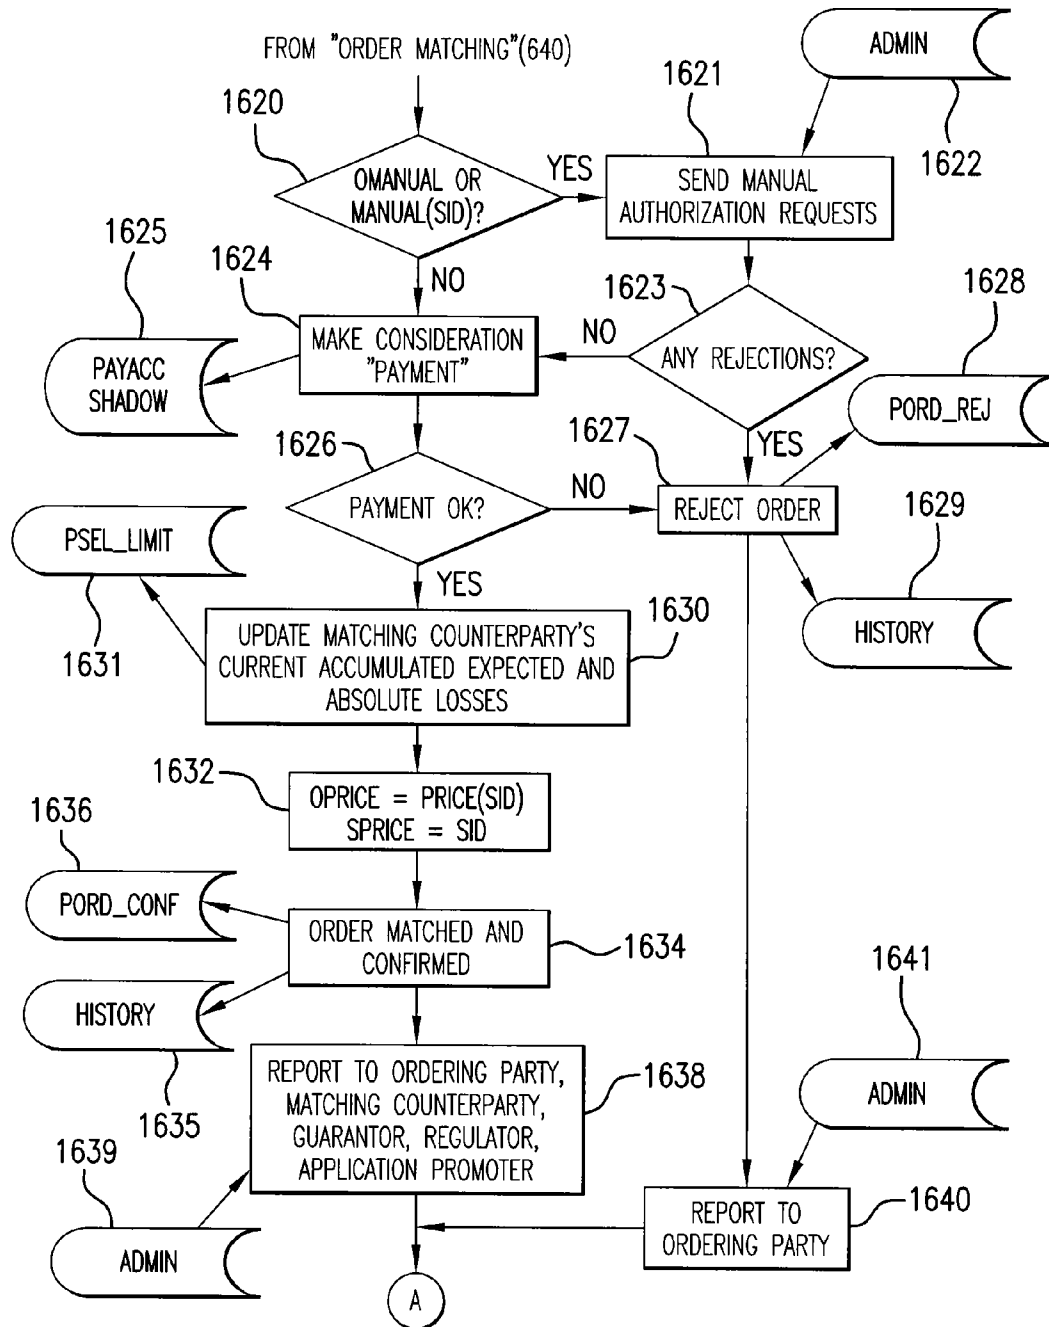 FROM "ORDER MATCHING"(640)
ADMIN
1622
1620
OMANUAL OR
MANUAL(SID)?
YES
NO
1621
SEND MANUAL
AUTHORIZATION REQUESTS
1625
PAYACC
SHADOW
1624
MAKE CONSIDERATION
"PAYMENT"
1623
ANY REJECTIONS?
NO
YES
1628
PORD_REJ
1626
PAYMENT OK?
NO
YES
1627
REJECT ORDER
1629
HISTORY
PSEL_LIMIT
1631
UPDATE MATCHING COUNTERPARTY'S
CURRENT ACCUMULATED EXPECTED AND
ABSOLUTE LOSSES
1630
1632
OPRICE = PRICE(SID)
SPRICE = SID
1636
PORD_CONF
ORDER MATCHED AND
CONFIRMED
1634
HISTORY
1635
REPORT TO ORDERING PARTY,
MATCHING COUNTERPARTY,
GUARANTOR, REGULATOR,
APPLICATION PROMOTER
1638
1641
ADMIN
1639
ADMIN
REPORT TO
ORDERING PARTY
1640
A